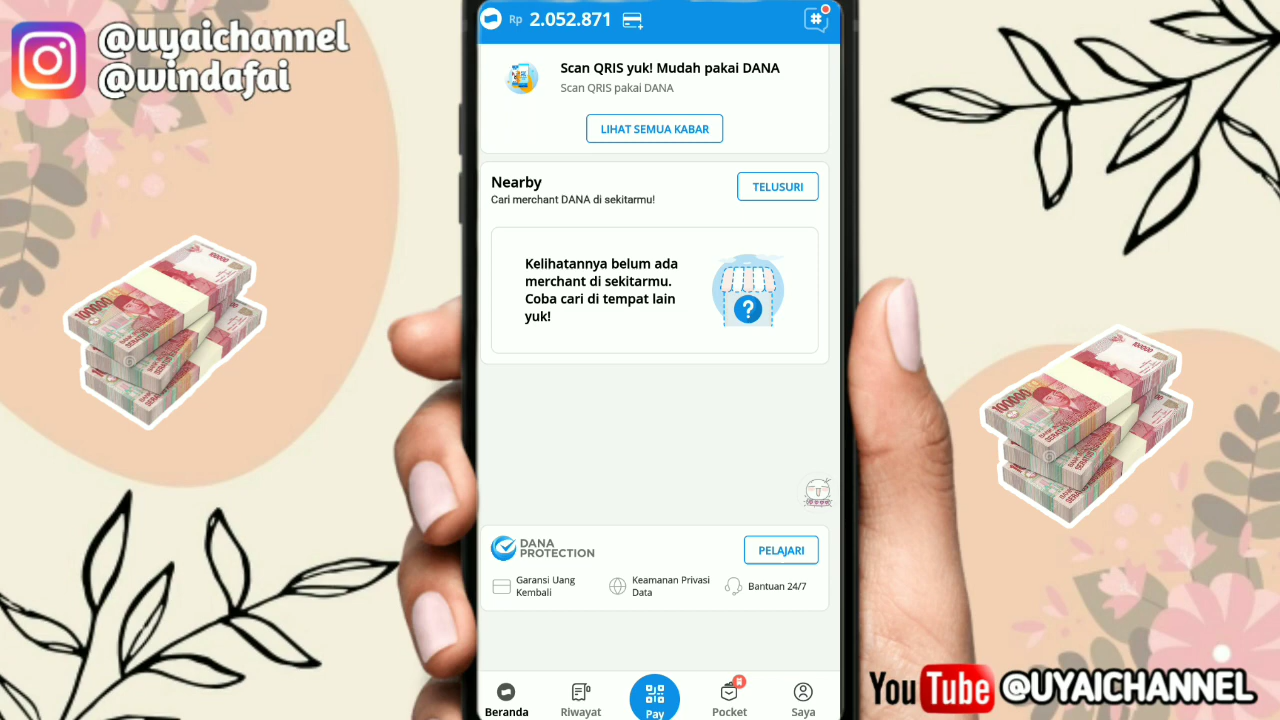 @uyaichannel
@windafai
Rp 2.052.871
Scan QRIS yuk! Mudah pakai DANA
Scan QRIS pakai DANA
LIHAT SEMUA KABAR
Nearby
TELUSURI
Cari merchant DANA di sekitarmu!
Kelihatannya belum ada
merchant di sekitarmu.
Coba cari di tempat lain
yuk!
?
100000
100000
DANA
PROTECTION
PELAJARI
Garansi Uang
Kembali
Keamanan Privasi
Data
Bantuan 24/7
Beranda
Riwayat
Pay
Pocket
Saya
YouTube @UYAICHANNEL